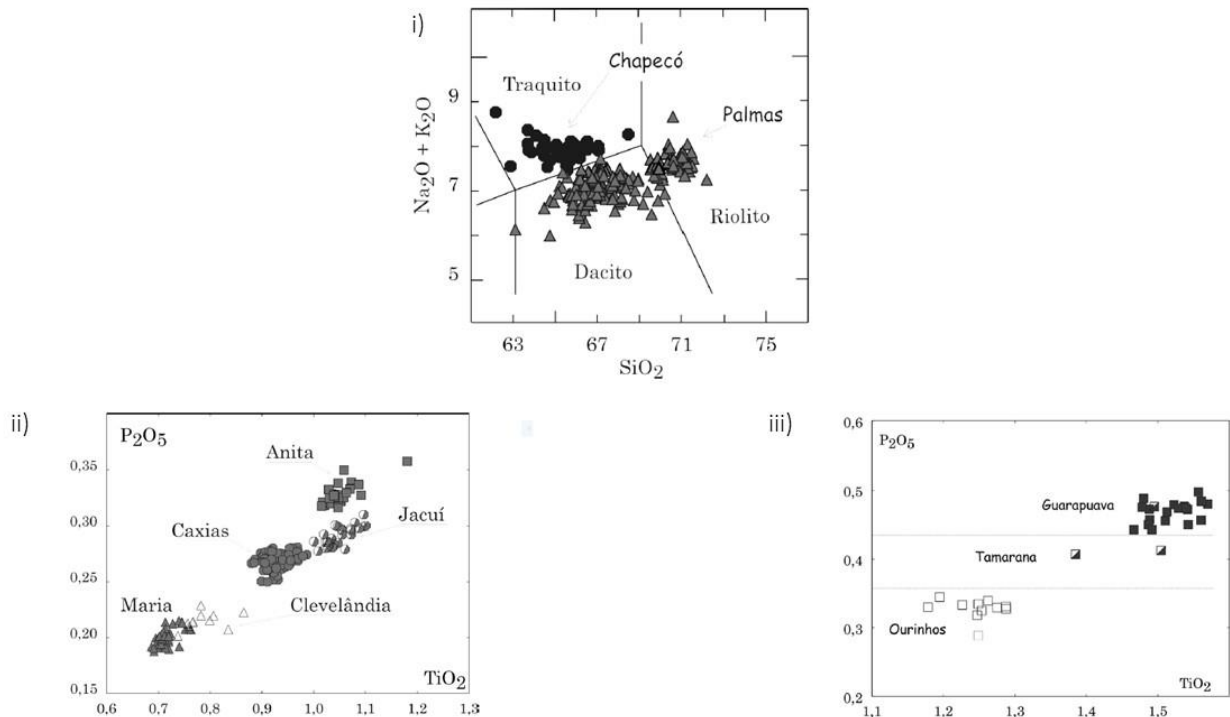 i)
Chapecó
Traquito
Palmas
9
7
5
Na₂O + K₂O
Riolito
Dacito
63 67 71 75
SiO₂
ii)
P₂O₅
Anita
0,35
Jacuí
Caxias
0,30
0,25
Maria
Clevelândia
0,20
TiO₂
0,15
0,6 0,7 0,8 0,9 1,0 1,1 1,2 1,3
iii)
0,6
P₂O₅
Guarapuava
0,5
Tamarana
0,4
0,3
Ourinhos
TiO₂
0,2
1,1 1,2 1,3 1,4 1,5